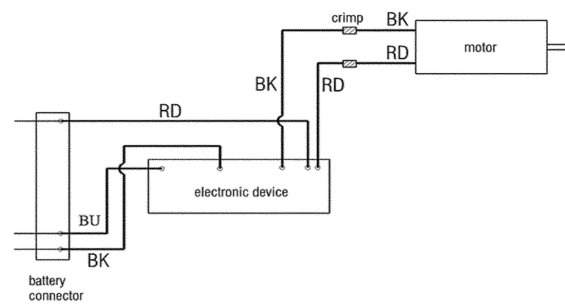 crimp
BK
motor
RD
BK
RD
RD
electronic device
BU
BK
battery
connector